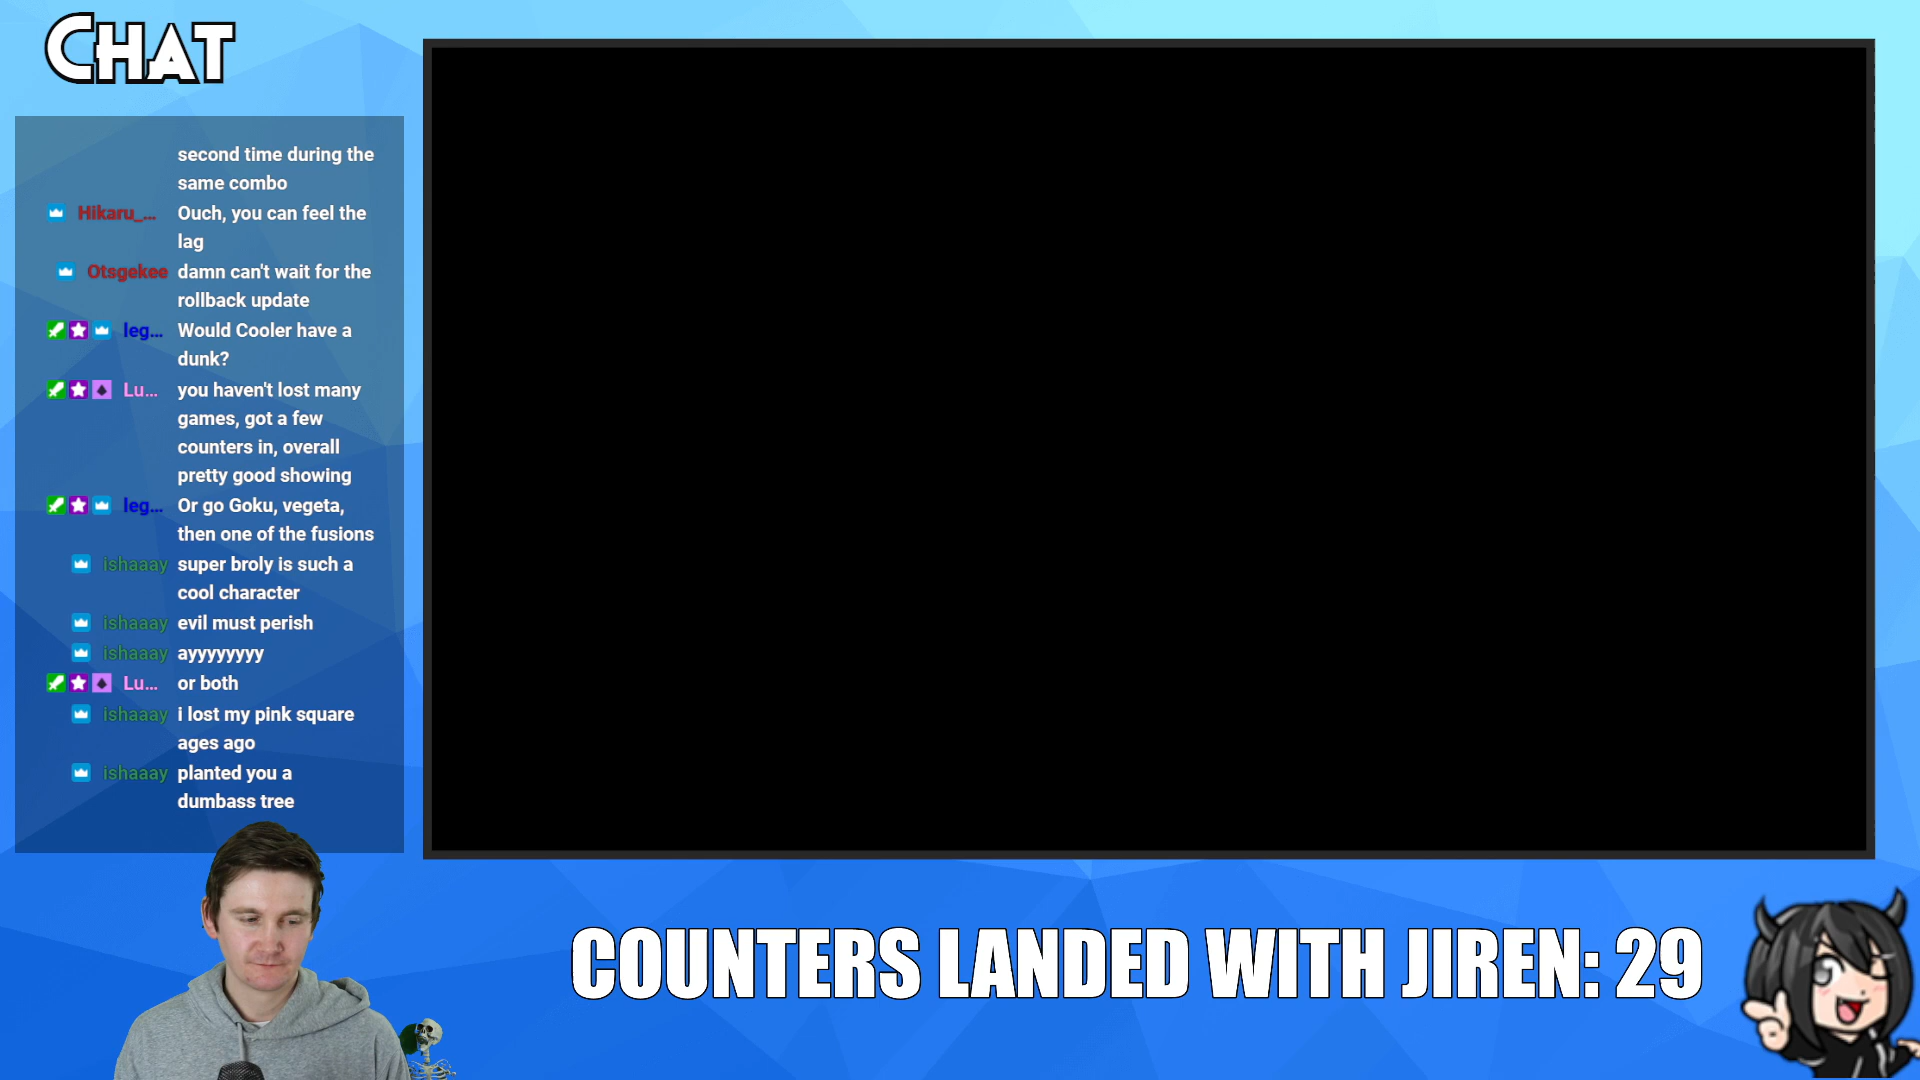 CHAT
second time during the
same combo
Hikaru_... Ouch, you can feel the
lag
Otsgekee damn can't wait for the
rollback update
leg... Would Cooler have a
dunk?
Lu... you haven't lost many
games, got a few
counters in, overall
pretty good showing
leg... Or go Goku, vegeta,
then one of the fusions
ishaaay super broly is such a
cool character
ishaaay evil must perish
ishaaay ayyyyyyyy
Lu... or both
ishaaay i lost my pink square
ages ago
ishaaay planted you a
dumbass tree
COUNTERS LANDED WITH JIREN: 29